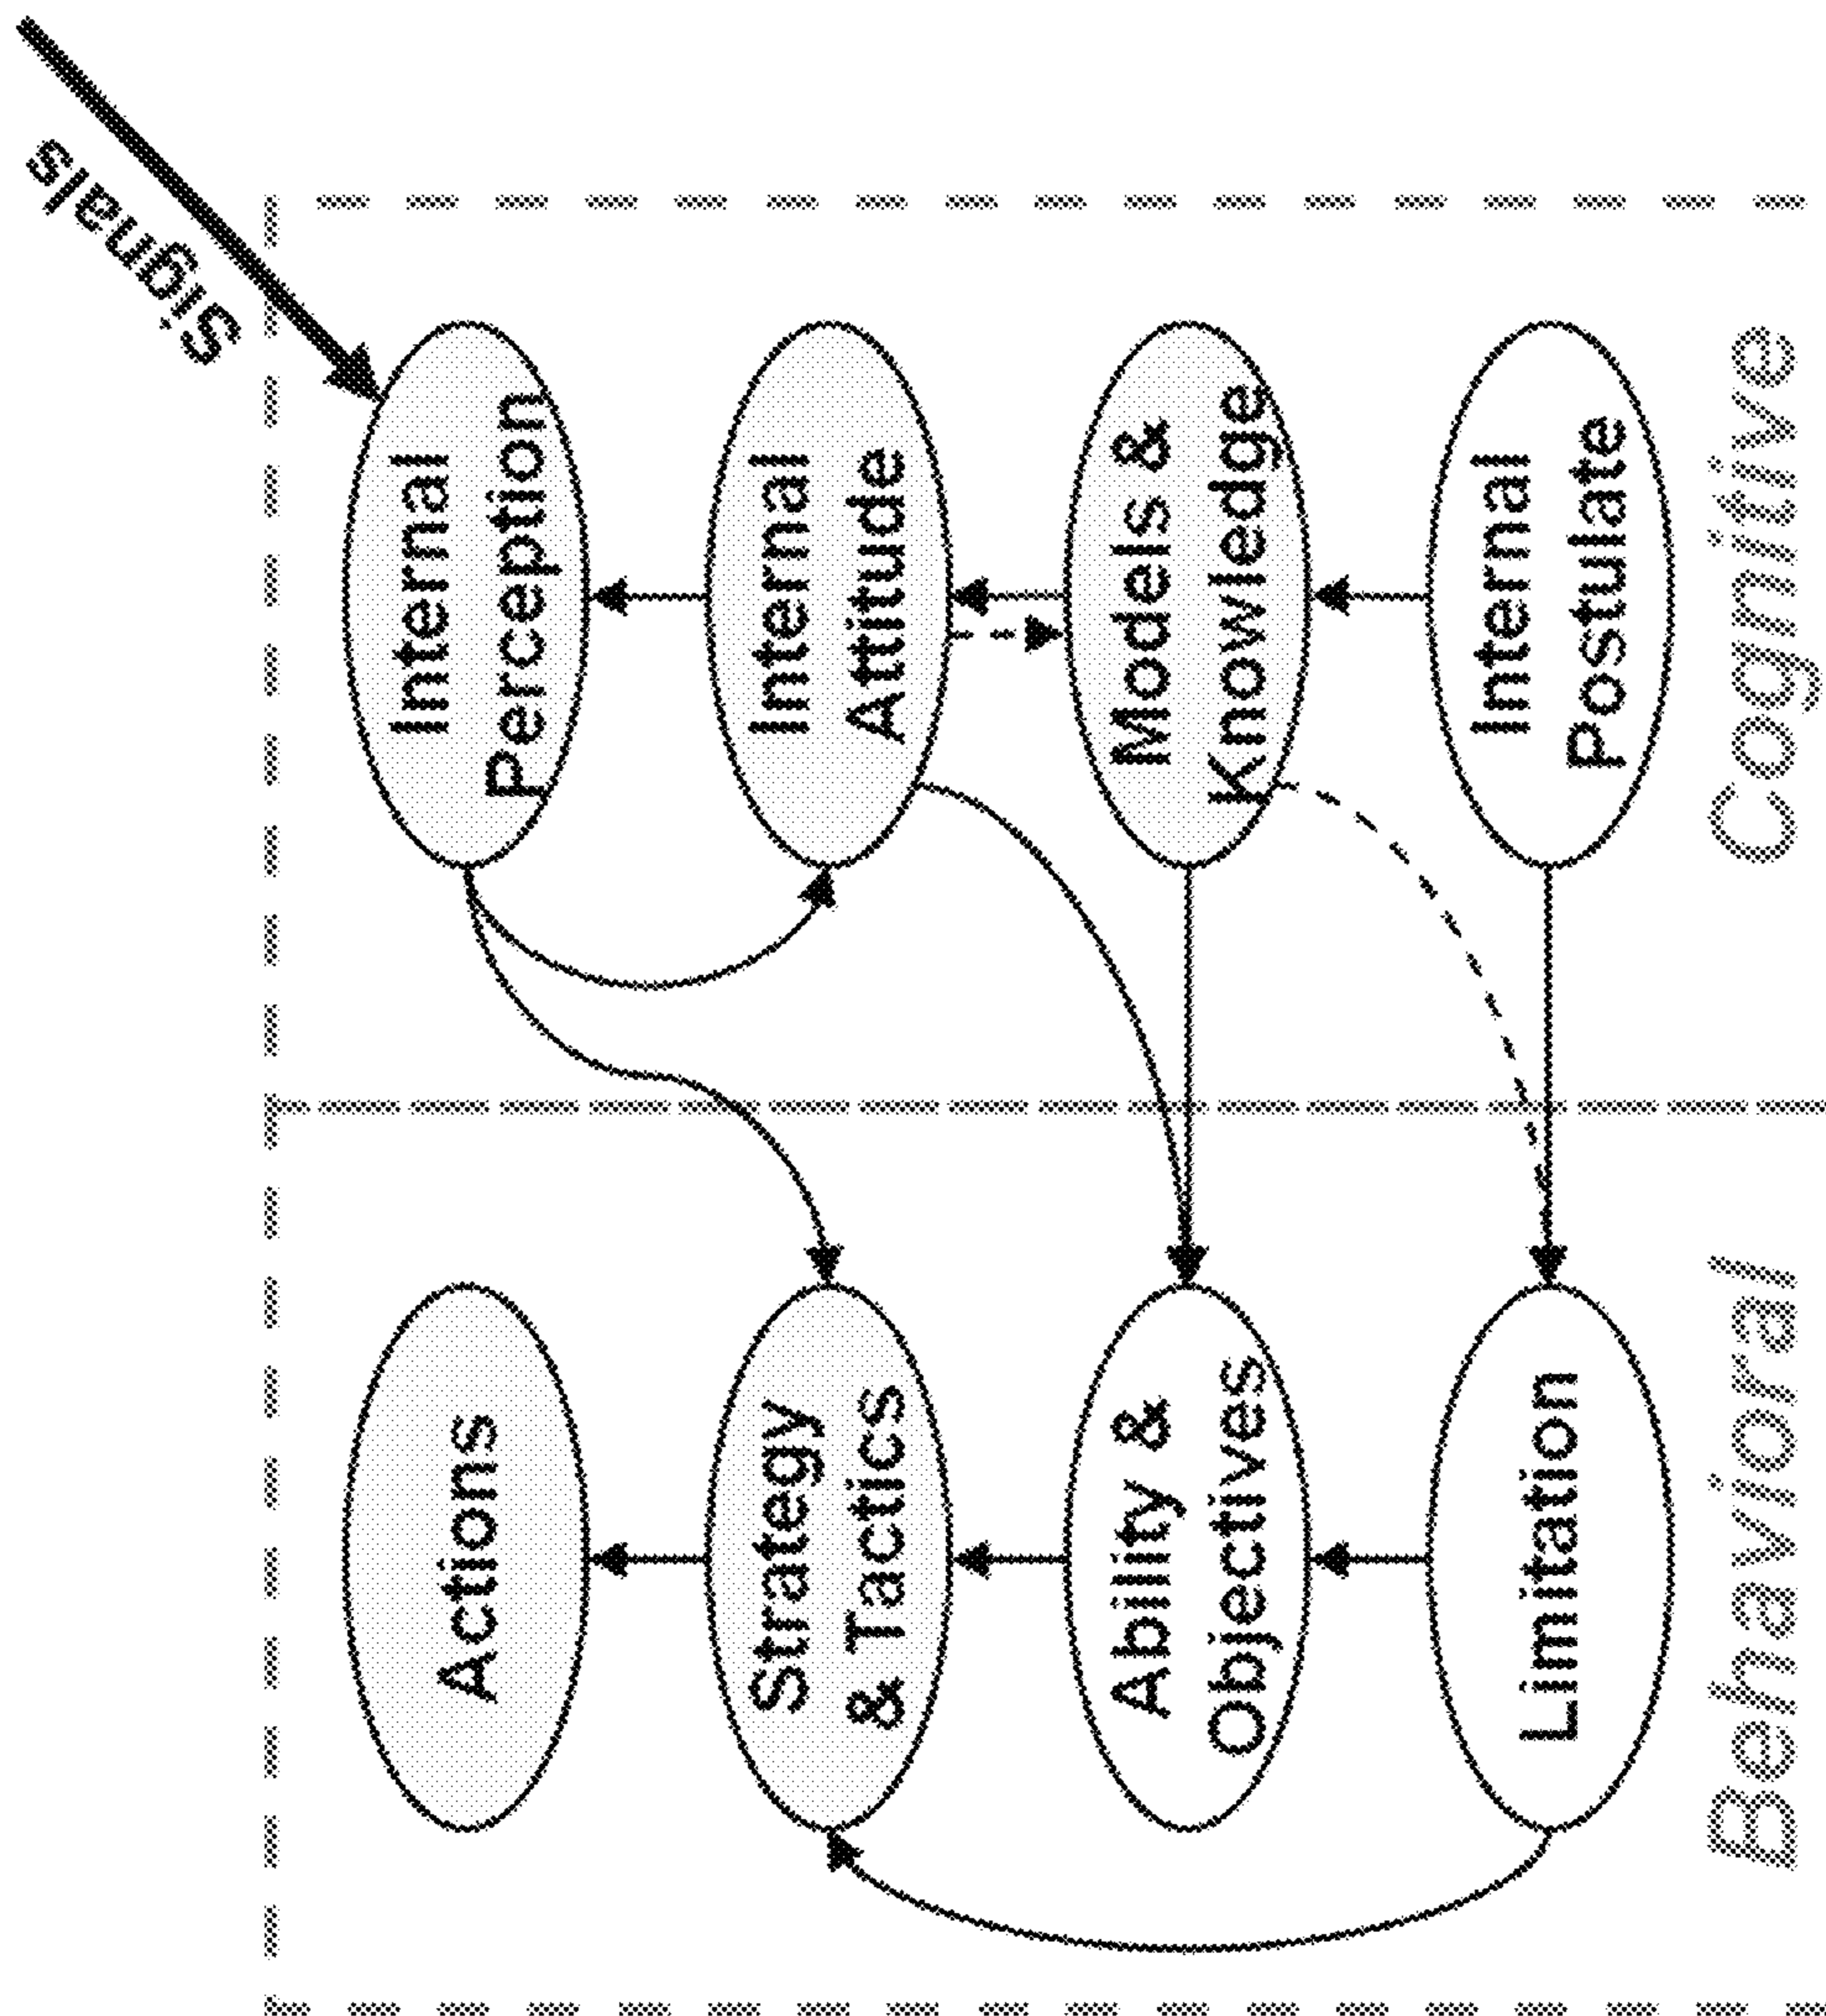 Signals
Internal
Perception
Internal
Attitude
Models &
Knowledge
Internal
Postulate
Cognitive
Actions
Strategy
& Tactics
Ability &
Objectives
Limitation
Behavioral